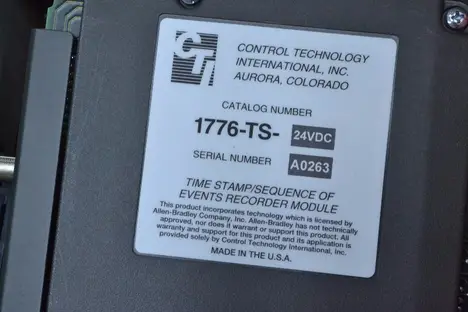 CTI
CONTROL TECHNOLOGY
INTERNATIONAL, INC.
AURORA, COLORADO
CATALOG NUMBER
1776-TS- 24VDC
SERIAL NUMBER A0263
TIME STAMP/SEQUENCE OF
EVENTS RECORDER MODULE
This product incorporates technology which is licensed by
Allen-Bradley Company, Inc. Allen-Bradley has not technically
approved, nor does it warrant or support this product. All
warranty and support for this product and its application is
provided solely by Control Technology International, Inc.
MADE IN THE U.S.A.